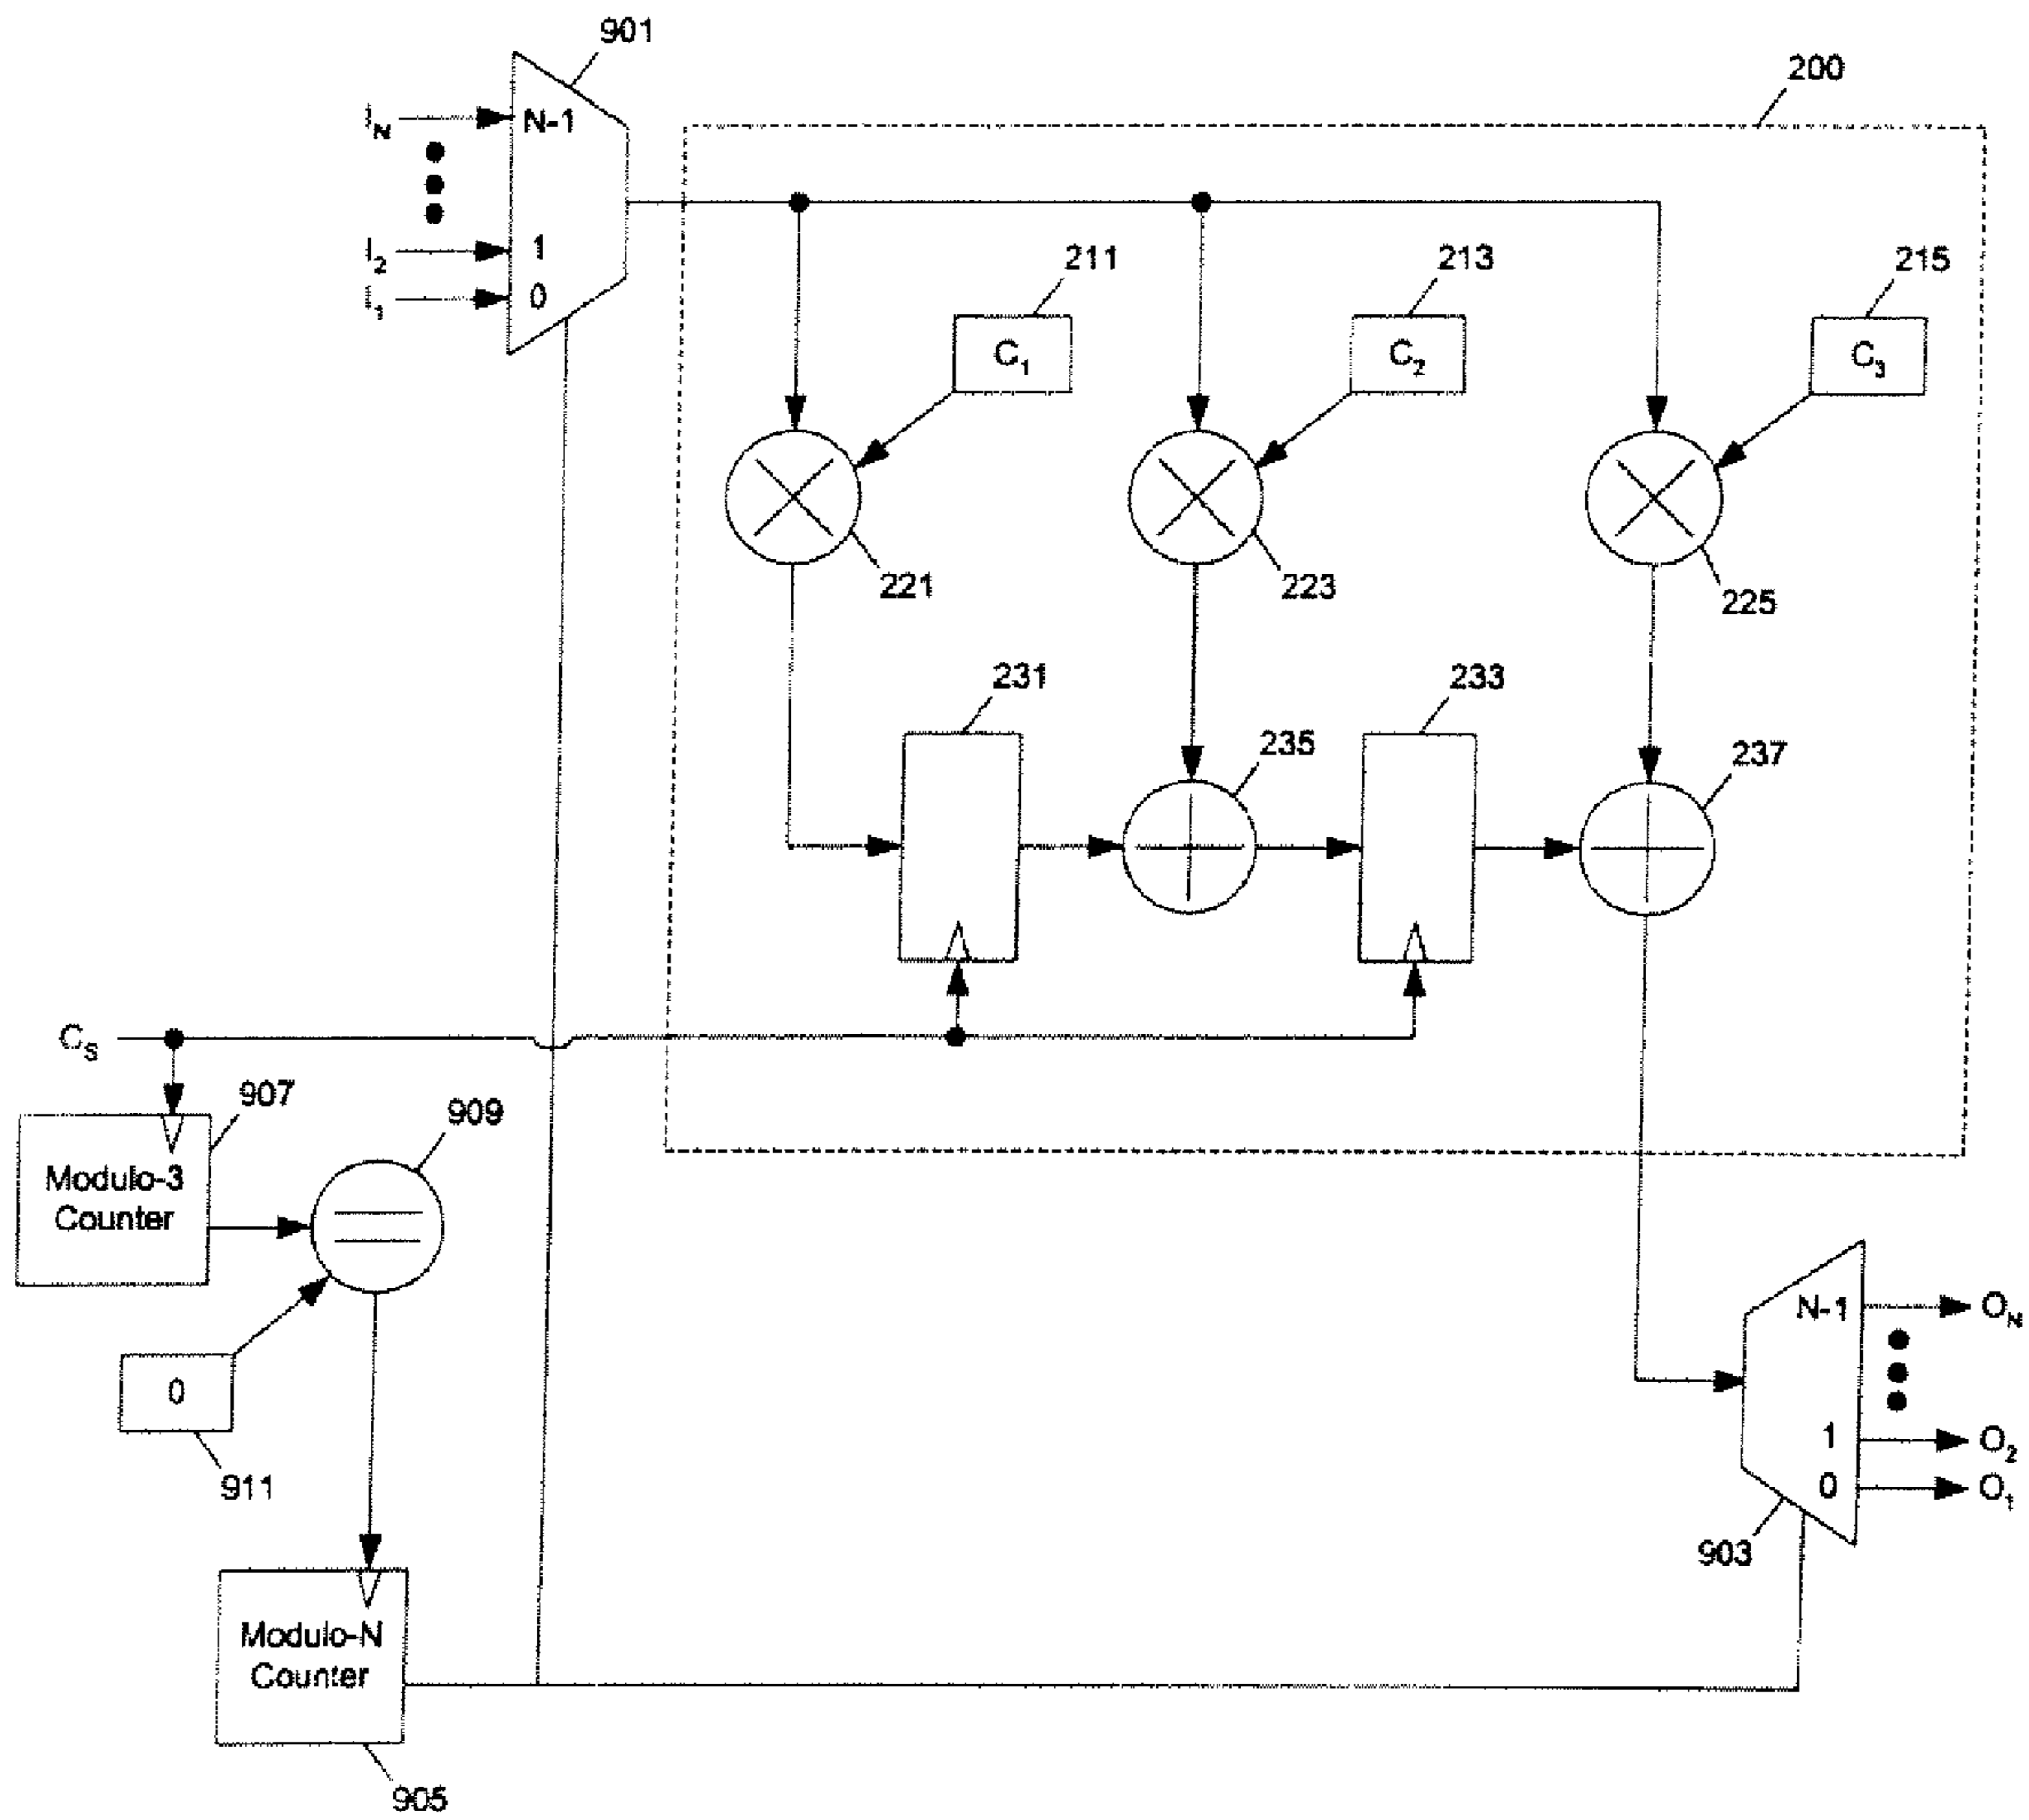 901
200
I_N
N-1
I_2
1
I_1
0
211
213
215
C_1
C_2
C_3
221
223
225
231
233
235
237
C_S
907
909
Modulo-3
Counter
0
911
N-1
O_N
1
O_2
0
O_1
903
Modulo-N
Counter
905